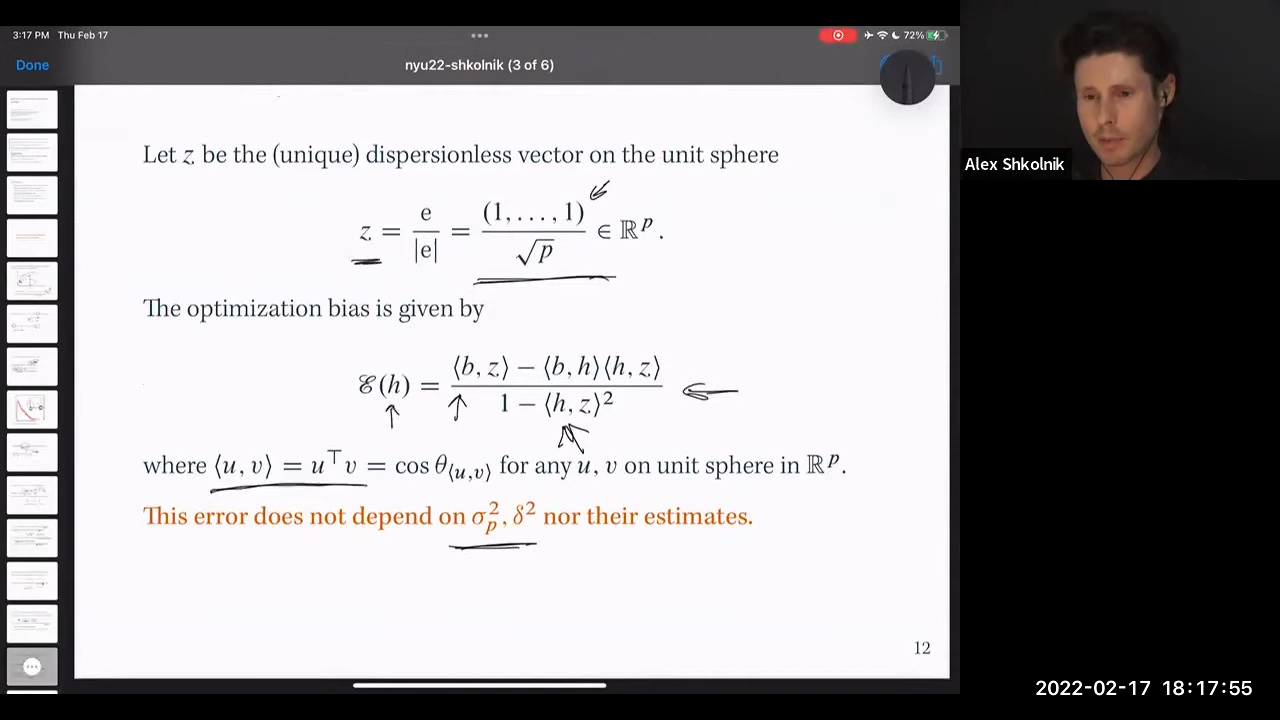 3:17 PM Thu Feb 17
72%
Done
nyu22-shkolnik (3 of 6)
Alex Shkolnik
Let z be the (unique) dispersionless vector on the unit sphere
z = e / |e| = (1, . . . , 1) / √p ∈ ℝᵖ.
The optimization bias is given by
ℰ(h) = (⟨b, z⟩ − ⟨b, h⟩⟨h, z⟩) / (1 − ⟨h, z⟩²)
where ⟨u, v⟩ = u⊤v = cos θ⟨u,v⟩ for any u, v on unit sphere in ℝᵖ.
This error does not depend on σ²ₚ, δ² nor their estimates.
12
2022-02-17 18:17:55